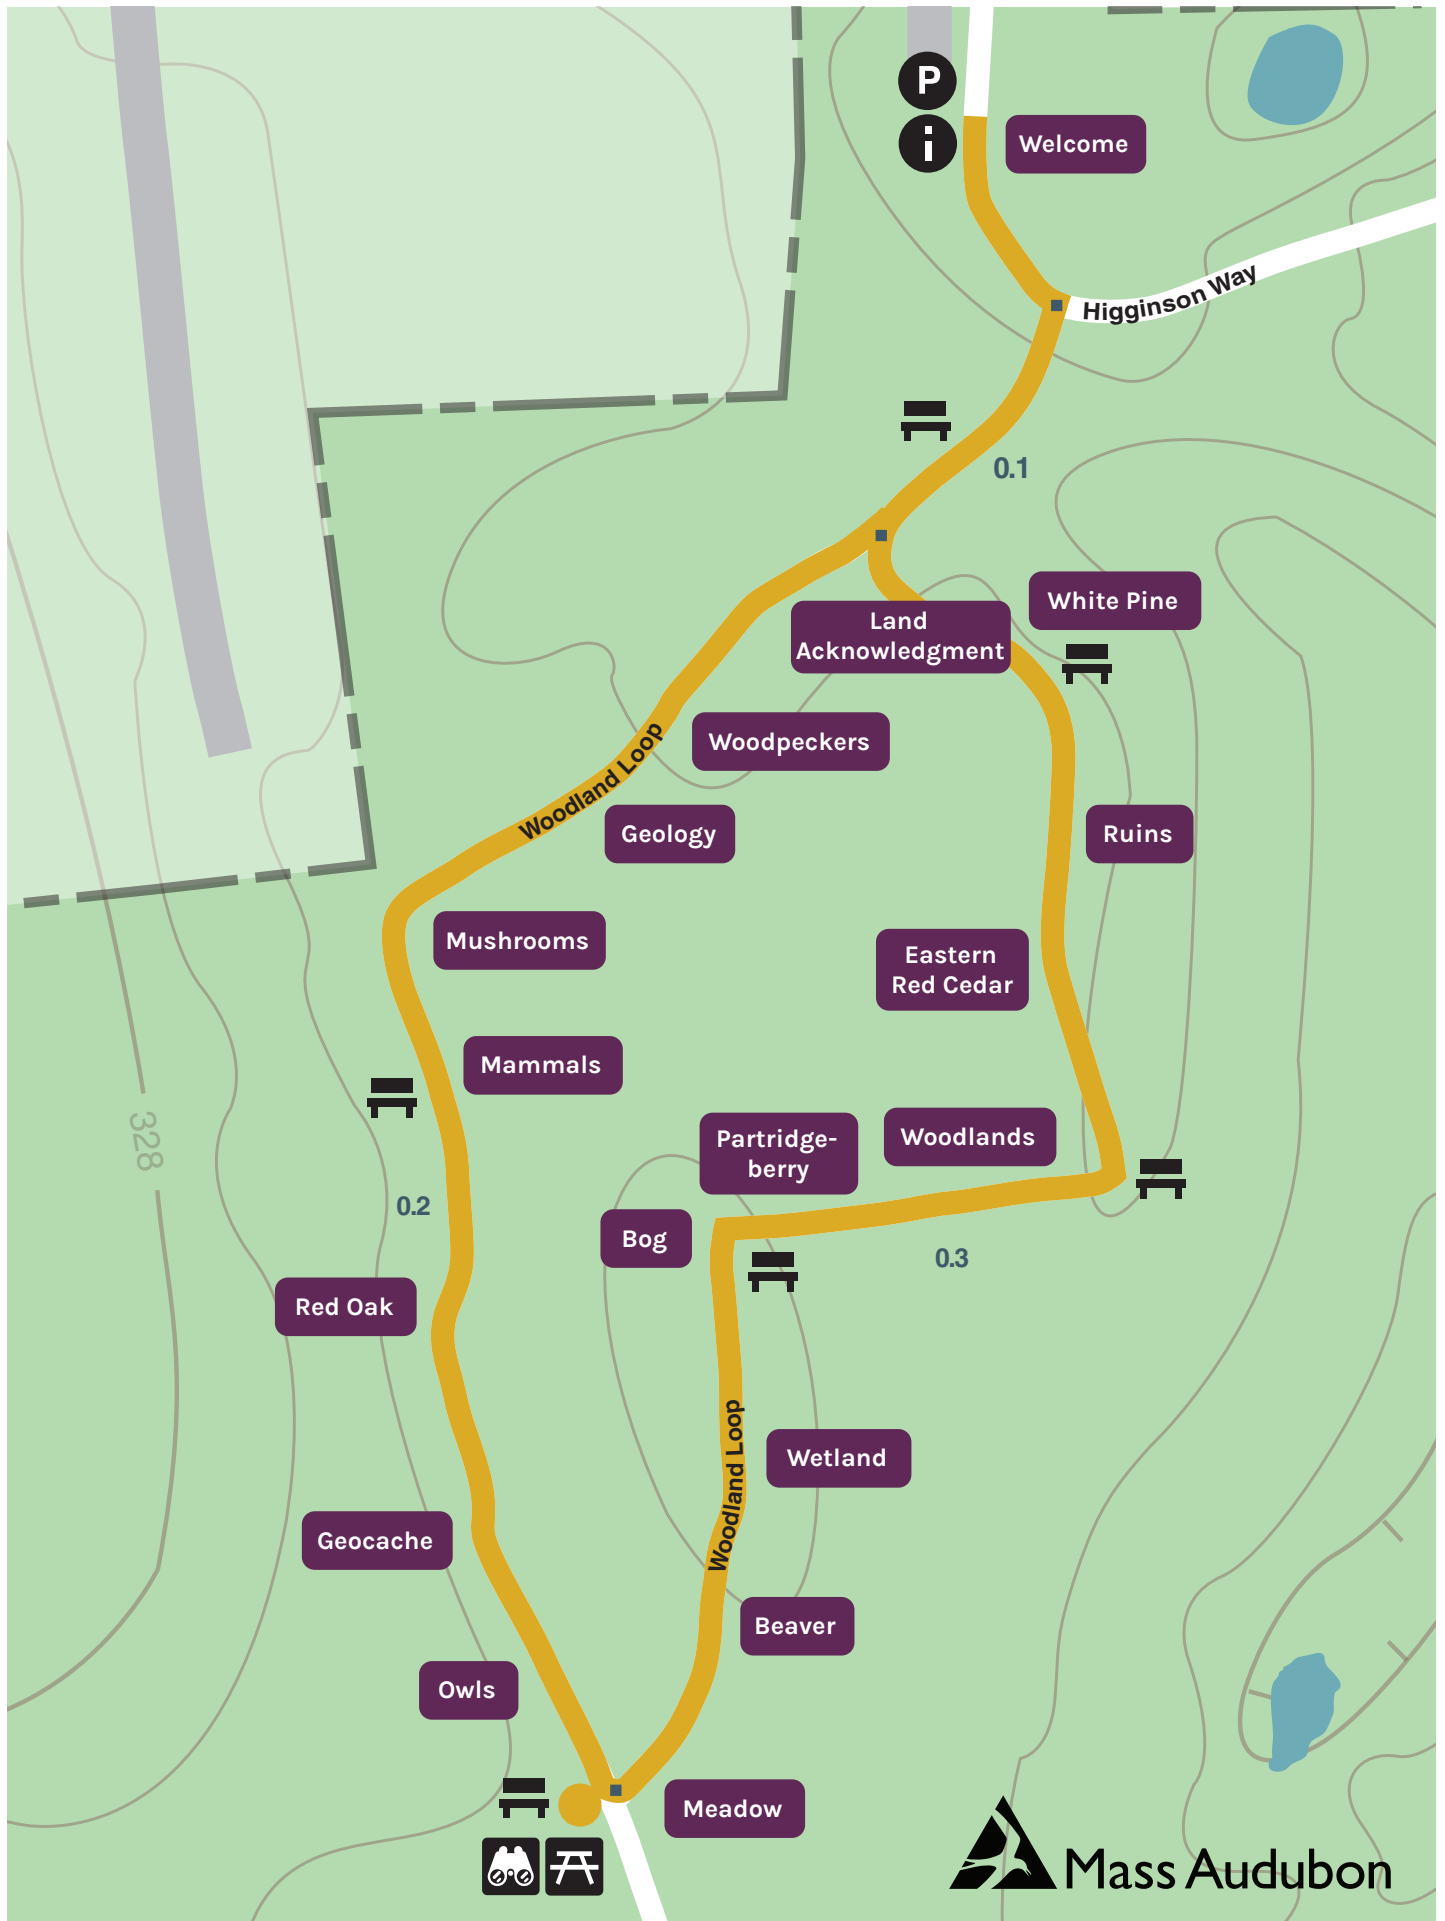 P
i
Welcome
Higginson Way
0.1
White Pine
Land
Acknowledgment
Woodpeckers
Woodland Loop
Geology
Ruins
Mushrooms
Eastern
Red Cedar
Mammals
328
Partridge-
berry
Woodlands
0.2
Bog
0.3
Red Oak
Woodland Loop
Wetland
Geocache
Beaver
Owls
Meadow
Mass Audubon